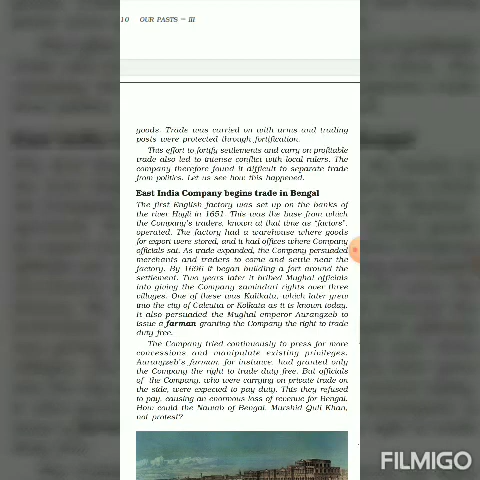 10 OUR PASTS – III
goods. Trade was carried on with arms and trading
posts were protected through fortification.
This effort to fortify settlements and carry on profitable
trade also led to intense conflict with local rulers. The
company therefore found it difficult to separate trade
from politics. Let us see how this happened.
East India Company begins trade in Bengal
The first English factory was set up on the banks of
the river Hugli in 1651. This was the base from which
the Company's traders, known at that time as "factors",
operated. The factory had a warehouse where goods
for export were stored, and it had offices where Company
officials sat. As trade expanded, the Company persuaded
merchants and traders to come and settle near the
factory. By 1696 it began building a fort around the
settlement. Two years later it bribed Mughal officials
into giving the Company zamindari rights over three
villages. One of these was Kalikata, which later grew
into the city of Calcutta or Kolkata as it is known today.
It also persuaded the Mughal emperor Aurangzeb to
issue a farman granting the Company the right to trade
duty free.
The Company tried continuously to press for more
concessions and manipulate existing privileges.
Aurangzeb's farman, for instance, had granted only
the Company the right to trade duty free. But officials
of the Company, who were carrying on private trade on
the side, were expected to pay duty. This they refused
to pay, causing an enormous loss of revenue for Bengal.
How could the Nawab of Bengal, Murshid Quli Khan,
not protest?
FILMIGO